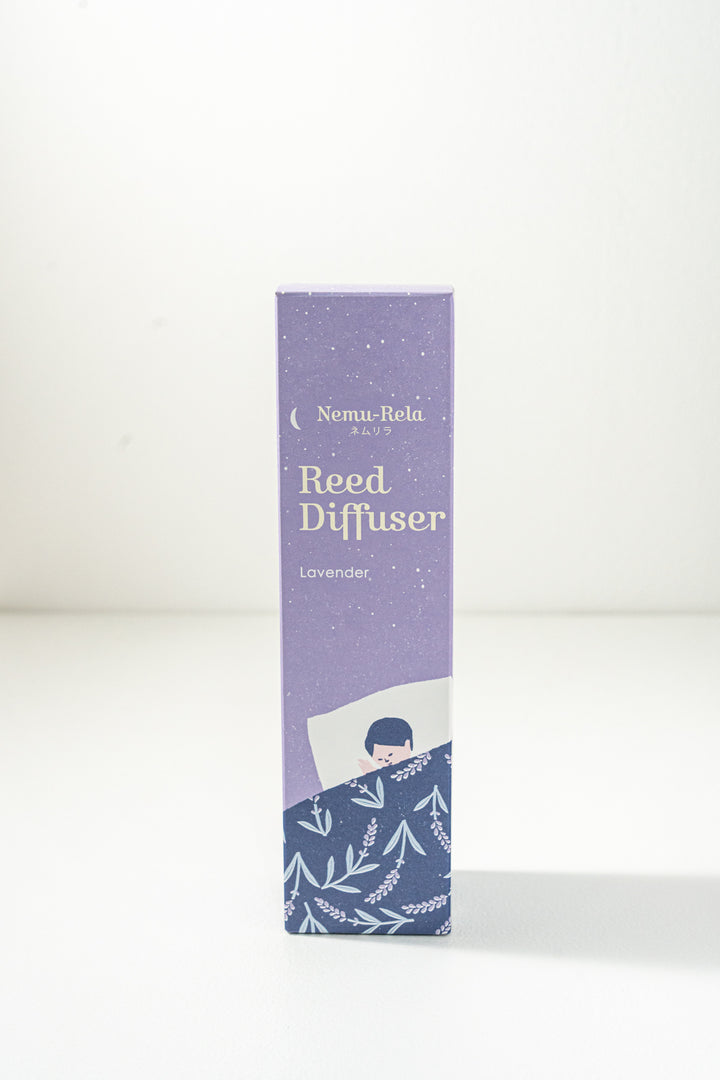 Nemu-Rela
ネムリラ
Reed
Diffuser
Lavender